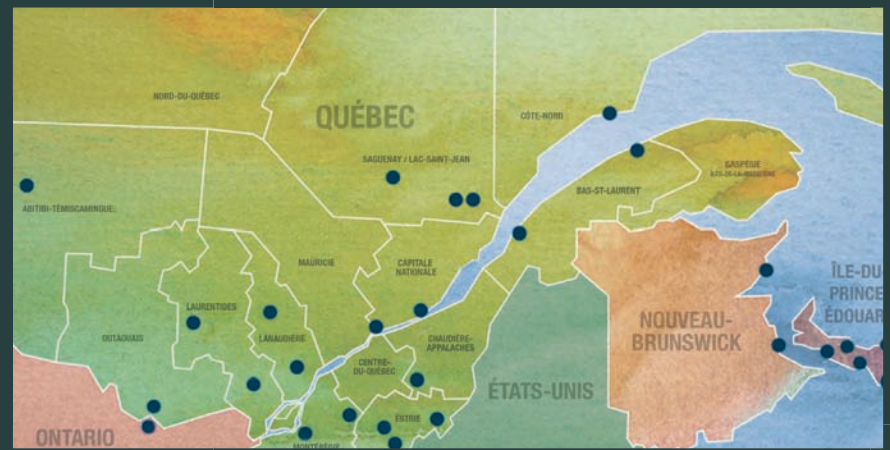 NORD-DU-QUÉBEC
QUÉBEC
CÔTE-NORD
SAGUENAY / LAC-SAINT-JEAN
GASPÉSIE
ÎLES-DE-LA-MADELEINE
BAS-ST-LAURENT
ABITIBI-TÉMISCAMINGUE
MAURICIE
CAPITALE
NATIONALE
ÎLE-DU
PRINCE
ÉDOUAR
LAURENTIDES
OUTAOUAIS
LANAUDIÈRE
CHAUDIÈRE-
APPALACHES
NOUVEAU-
BRUNSWICK
CENTRE-
DU-QUÉBEC
ÉTATS-UNIS
ESTRIE
ONTARIO
MONTÉRÉGIE